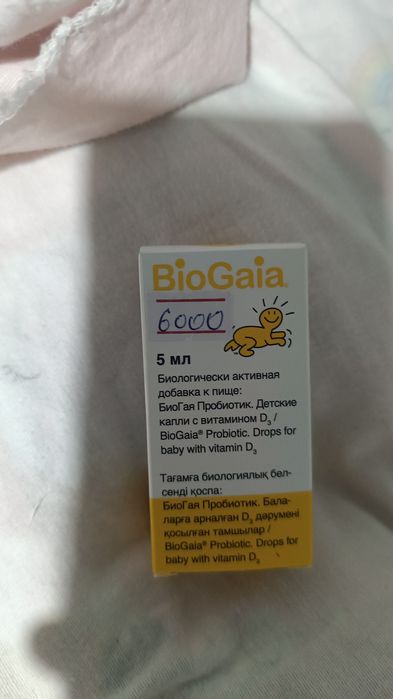 BioGaia®
6000
5 мл
Биологически активная
добавка к пище:
БиоГая Пробиотик. Детские
капли с витамином D₃ /
BioGaia® Probiotic. Drops for
baby with vitamin D₃
Тағамға биологиялық бел-
сенді қоспа:
БиоГая Пробиотик. Бала-
ларға арналған D₃ дәрумені
қосылған тамшылар /
BioGaia® Probiotic. Drops for
baby with vitamin D₃